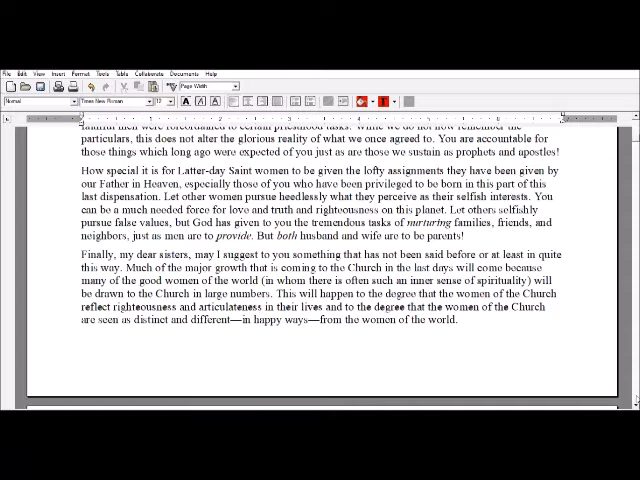 File Edit View Insert Format Tools Table Collaborate Documents Help
Page Width
Normal Times New Roman 12 A A A T
1 2 3 4 5 6
faithful men were foreordained to certain priesthood tasks. While we do not now remember the
particulars, this does not alter the glorious reality of what we once agreed to. You are accountable for
those things which long ago were expected of you just as are those we sustain as prophets and apostles!
How special it is for Latter-day Saint women to be given the lofty assignments they have been given by
our Father in Heaven, especially those of you who have been privileged to be born in this part of this
last dispensation. Let other women pursue heedlessly what they perceive as their selfish interests. You
can be a much needed force for love and truth and righteousness on this planet. Let others selfishly
pursue false values, but God has given to you the tremendous tasks of nurturing families, friends, and
neighbors, just as men are to provide. But both husband and wife are to be parents!
Finally, my dear sisters, may I suggest to you something that has not been said before or at least in quite
this way. Much of the major growth that is coming to the Church in the last days will come because
many of the good women of the world (in whom there is often such an inner sense of spirituality) will
be drawn to the Church in large numbers. This will happen to the degree that the women of the Church
reflect righteousness and articulateness in their lives and to the degree that the women of the Church
are seen as distinct and different—in happy ways—from the women of the world.